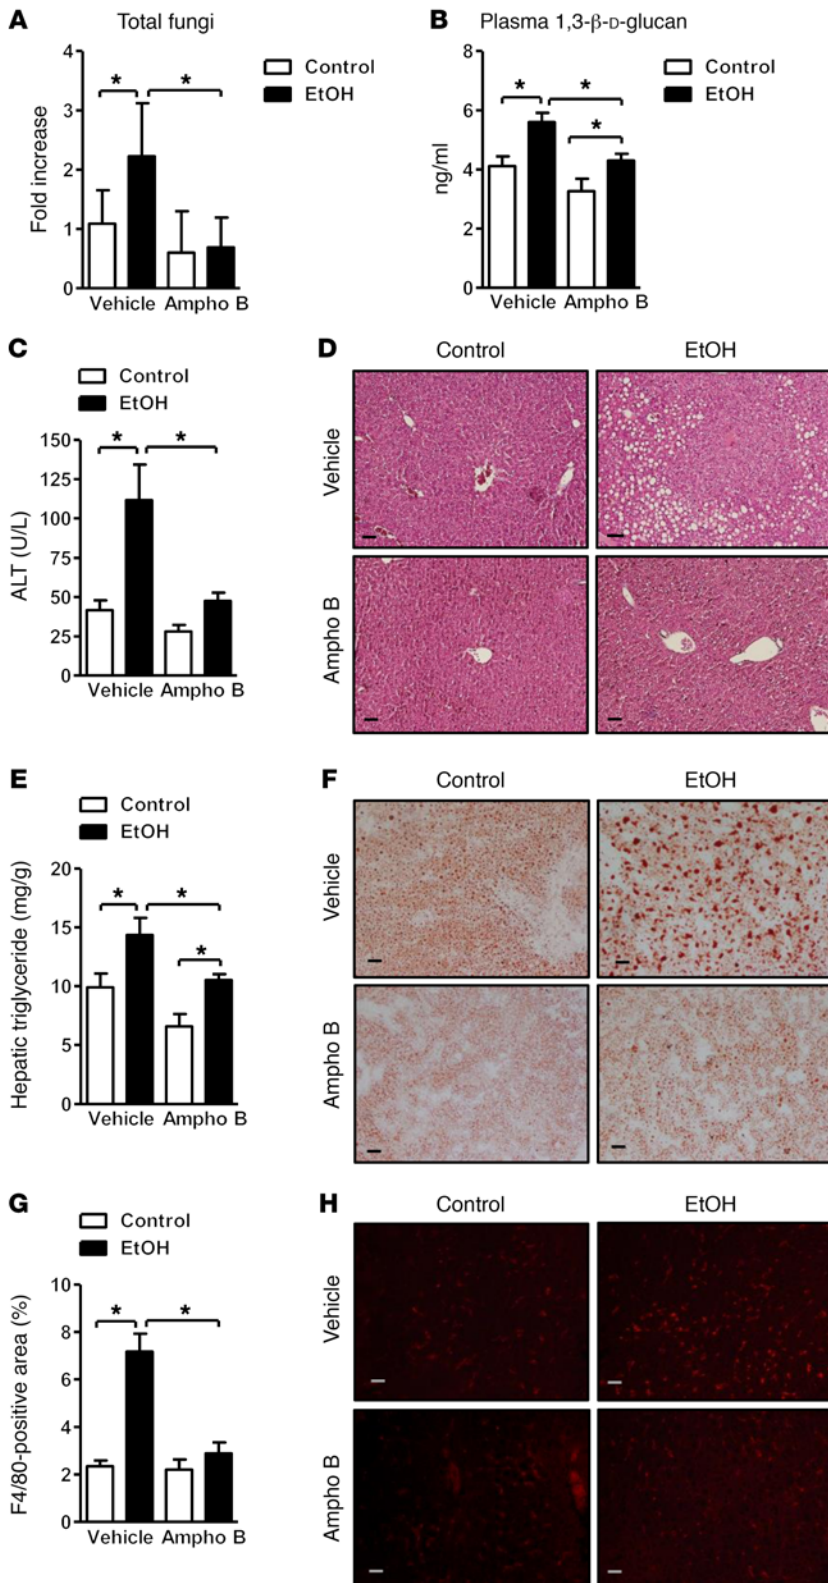 A Total fungi
4
3
2
1
0
Fold increase
* *
Control
EtOH
Vehicle Ampho B
B Plasma 1,3-β-D-glucan
8
6
4
2
0
ng/ml
* *
*
Control
EtOH
Vehicle Ampho B
C
Control
EtOH
150
125
100
75
50
25
0
ALT (U/L)
* *
Vehicle Ampho B
D Control EtOH
Vehicle
Ampho B
E
Control
EtOH
20
15
10
5
0
Hepatic triglyceride (mg/g)
* *
*
Vehicle Ampho B
F Control EtOH
Vehicle
Ampho B
G
Control
EtOH
10
8
6
4
2
0
F4/80-positive area (%)
* *
Vehicle Ampho B
H Control EtOH
Vehicle
Ampho B